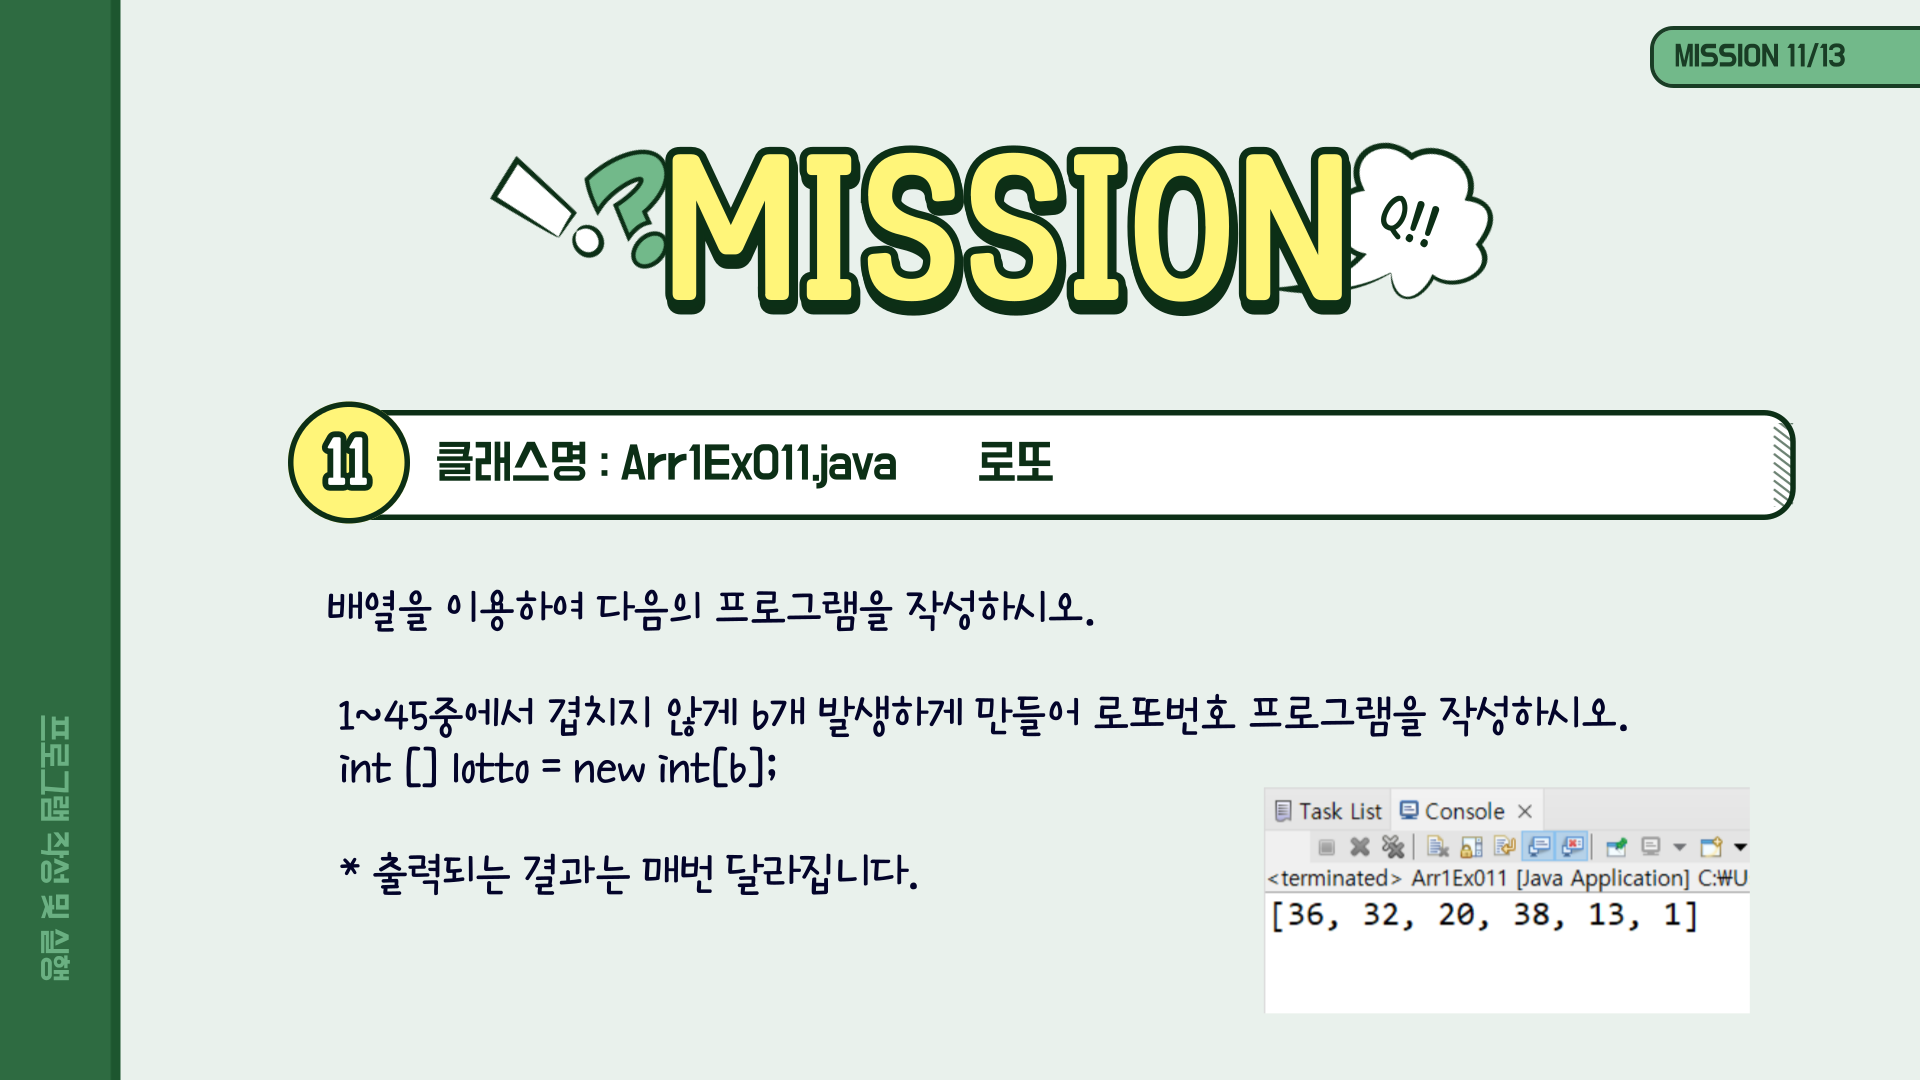 MISSION 11/13
MISSION
Q!!
11
클래스명 : Arr1Ex011.java 로또
배열을 이용하여 다음의 프로그램을 작성하시오.
1~45중에서 겹치지 않게 6개 발생하게 만들어 로또번호 프로그램을 작성하시오.
int [] lotto = new int[6];
* 출력되는 결과는 매번 달라집니다.
Task List Console
<terminated> Arr1Ex011 [Java Application] C:₩U
[36, 32, 20, 38, 13, 1]
프로그램 작성 및 실행